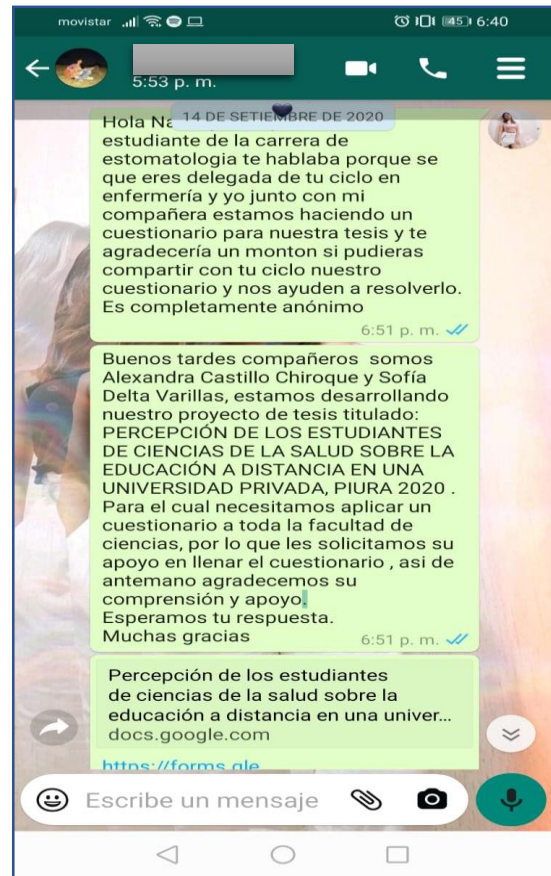 movistar 45 6:40
5:53 p. m.
14 DE SETIEMBRE DE 2020
Hola Na
estudiante de la carrera de
estomatologia te hablaba porque se
que eres delegada de tu ciclo en
enfermería y yo junto con mi
compañera estamos haciendo un
cuestionario para nuestra tesis y te
agradecería un monton si pudieras
compartir con tu ciclo nuestro
cuestionario y nos ayuden a resolverlo.
Es completamente anónimo
6:51 p. m.
Buenos tardes compañeros somos
Alexandra Castillo Chiroque y Sofía
Delta Varillas, estamos desarrollando
nuestro proyecto de tesis titulado:
PERCEPCIÓN DE LOS ESTUDIANTES
DE CIENCIAS DE LA SALUD SOBRE LA
EDUCACIÓN A DISTANCIA EN UNA
UNIVERSIDAD PRIVADA, PIURA 2020 .
Para el cual necesitamos aplicar un
cuestionario a toda la facultad de
ciencias, por lo que les solicitamos su
apoyo en llenar el cuestionario , asi de
antemano agradecemos su
comprensión y apoyo.
Esperamos tu respuesta.
Muchas gracias
6:51 p. m.
Percepción de los estudiantes
de ciencias de la salud sobre la
educación a distancia en una univer...
docs.google.com
https://forms.gle
Escribe un mensaje